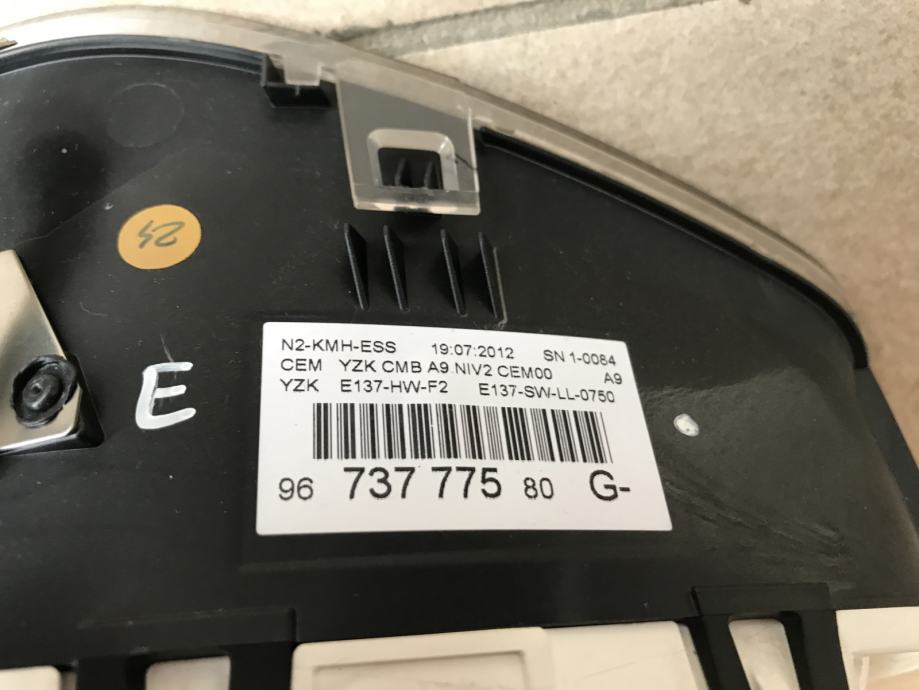 24
E
N2-KMH-ESS 19:07:2012 SN 1-0084
CEM YZK CMB A9 NIV2 CEM00 A9
YZK E137-HW-F2 E137-SW-LL-0750
96 737 775 80 G-